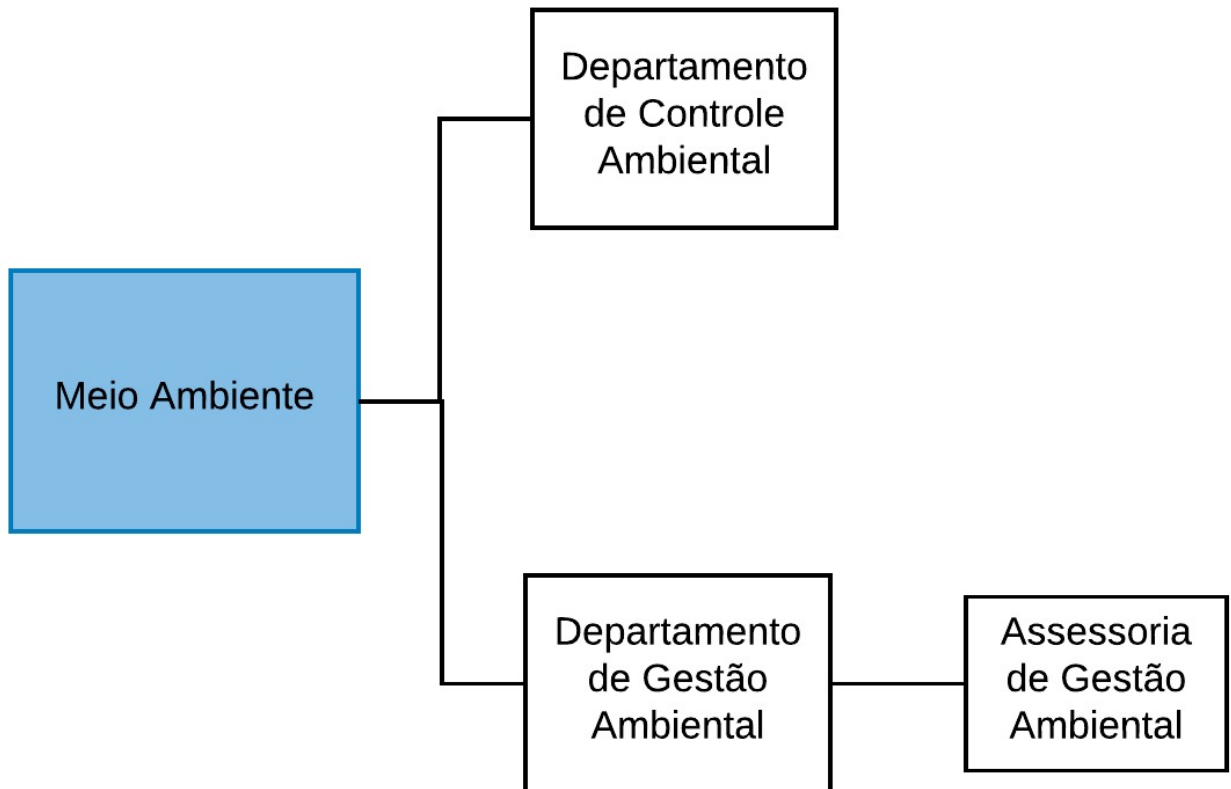 Departamento
de Controle
Ambiental
Meio Ambiente
Departamento
de Gestão
Ambiental
Assessoria
de Gestão
Ambiental